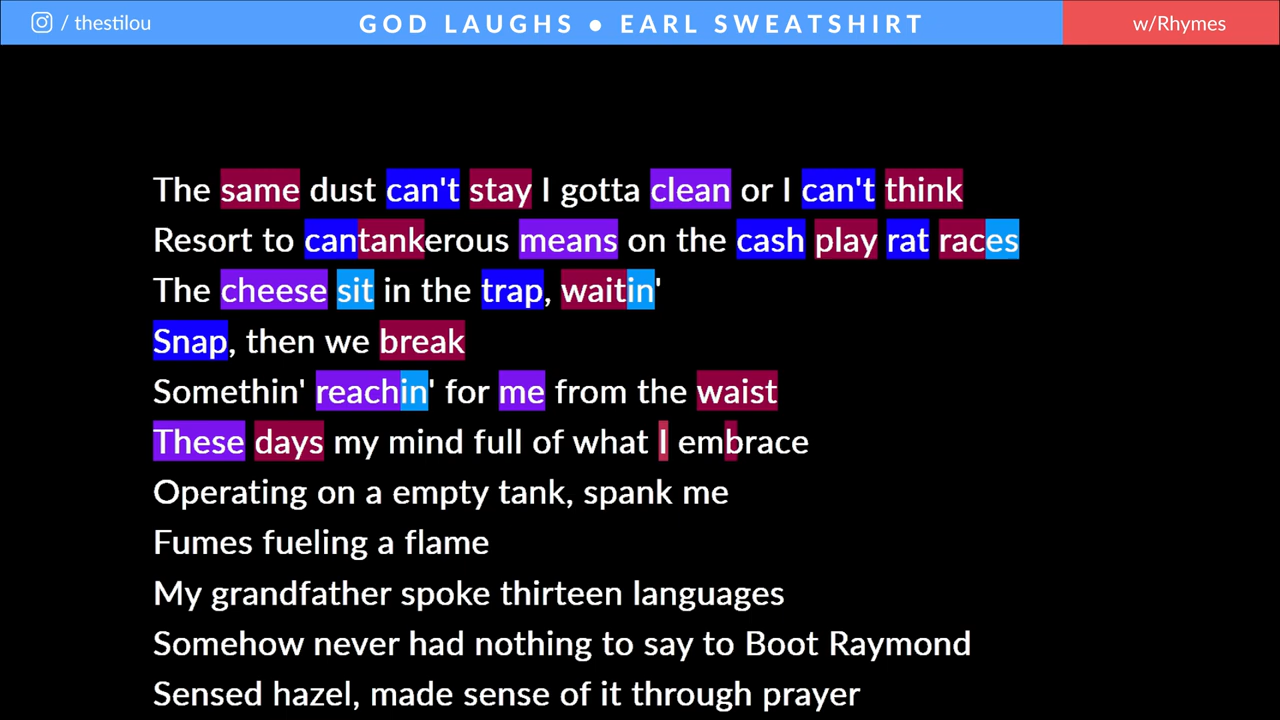 / thestilou
GOD LAUGHS ● EARL SWEATSHIRT
w/Rhymes
The same dust can't stay I gotta clean or I can't think
Resort to cantankerous means on the cash play rat races
The cheese sit in the trap, waitin'
Snap, then we break
Somethin' reachin' for me from the waist
These days my mind full of what I embrace
Operating on a empty tank, spank me
Fumes fueling a flame
My grandfather spoke thirteen languages
Somehow never had nothing to say to Boot Raymond
Sensed hazel, made sense of it through prayer